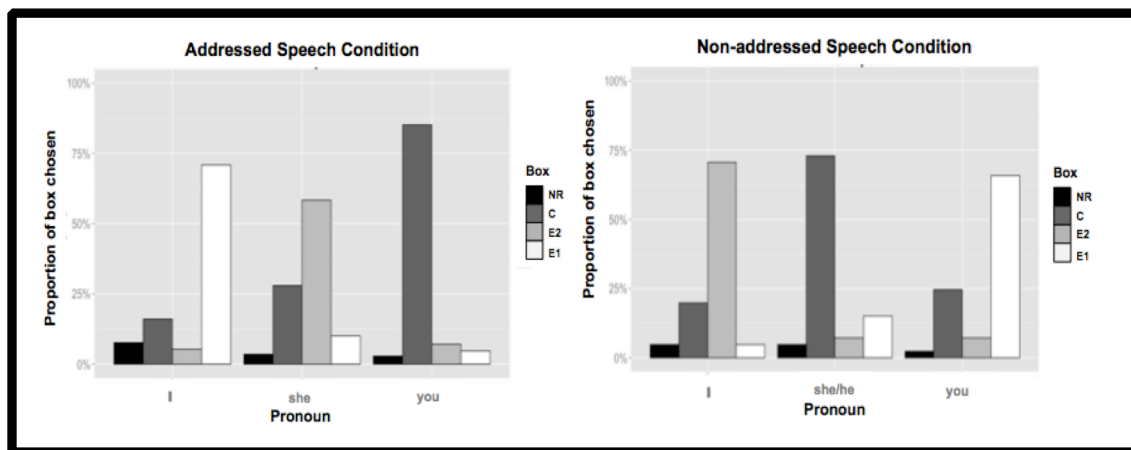 Addressed Speech Condition
Proportion of box chosen
100%
75%
50%
25%
0%
I
she
you
Pronoun
Box
NR
C
E2
E1
Non-addressed Speech Condition
Proportion of box chosen
100%
75%
50%
25%
0%
I
she/he
you
Pronoun
Box
NR
C
E2
E1